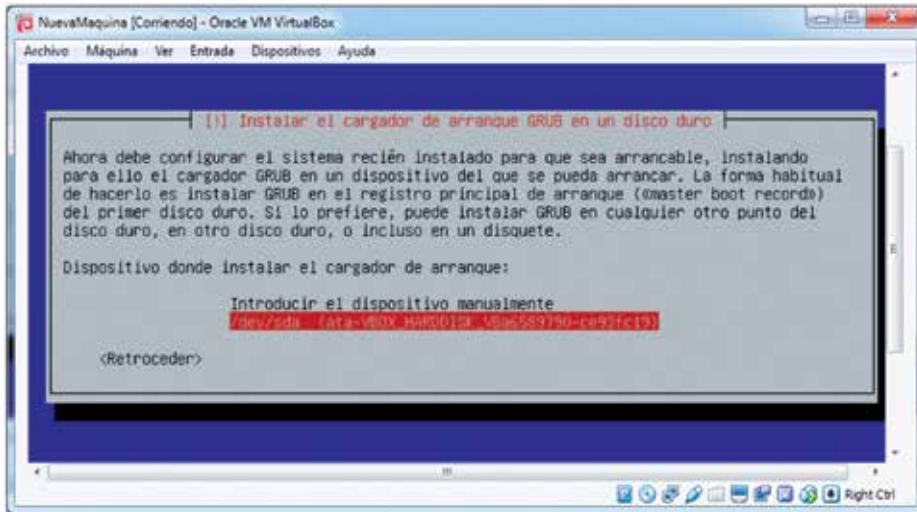 NuevaMaquina [Corriendo] - Oracle VM VirtualBox
Archivo Máquina Ver Entrada Dispositivos Ayuda
[!] Instalar el cargador de arranque GRUB en un disco duro
Ahora debe configurar el sistema recién instalado para que sea arrancable, instalando
para ello el cargador GRUB en un dispositivo del que se pueda arrancar. La forma habitual
de hacerlo es instalar GRUB en el registro principal de arranque («master boot record»)
del primer disco duro. Si lo prefiere, puede instalar GRUB en cualquier otro punto del
disco duro, en otro disco duro, o incluso en un disquete.
Dispositivo donde instalar el cargador de arranque:
Introducir el dispositivo manualmente
/dev/sda (ata-VBOX_HARDDISK
<Retroceder>
Right Ctrl